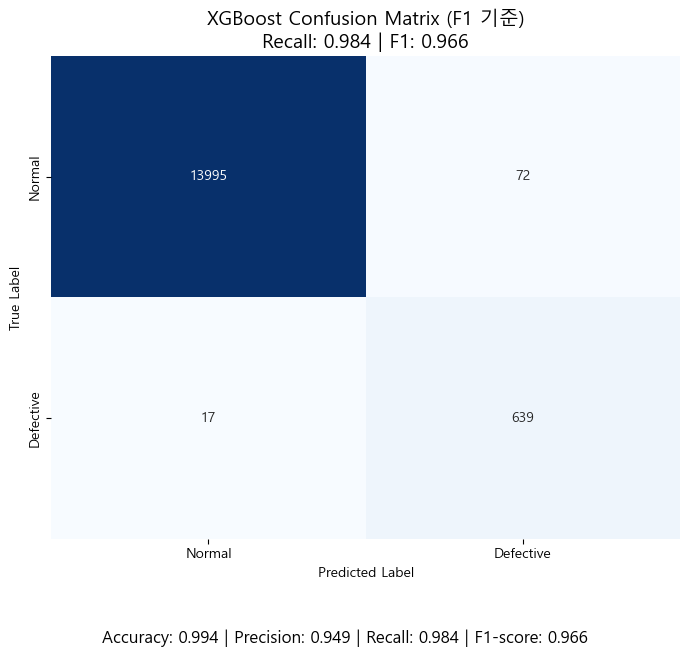 XGBoost Confusion Matrix (F1 기준)
Recall: 0.984 | F1: 0.966
Normal
13995
72
True Label
Defective
17
639
Normal
Defective
Predicted Label
Accuracy: 0.994 | Precision: 0.949 | Recall: 0.984 | F1-score: 0.966